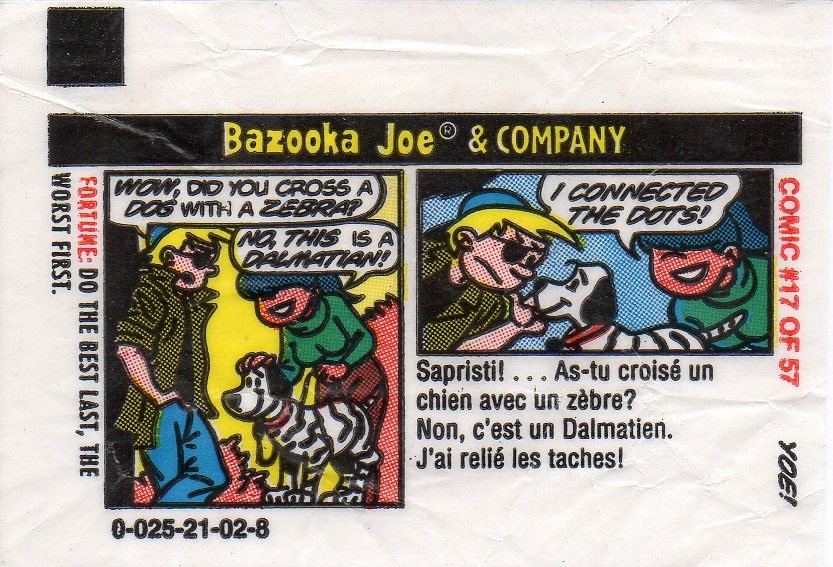 Bazooka Joe® & COMPANY
WOW, DID YOU CROSS A
DOG WITH A ZEBRA?
NO, THIS IS A
DALMATIAN!
I CONNECTED
THE DOTS!
Sapristi! . . . As-tu croisé un
chien avec un zèbre?
Non, c'est un Dalmatien.
J'ai relié les taches!
FORTUNE: DO THE BEST LAST, THE
WORST FIRST.
COMIC #17 OF 57
YOE!
0-025-21-02-8